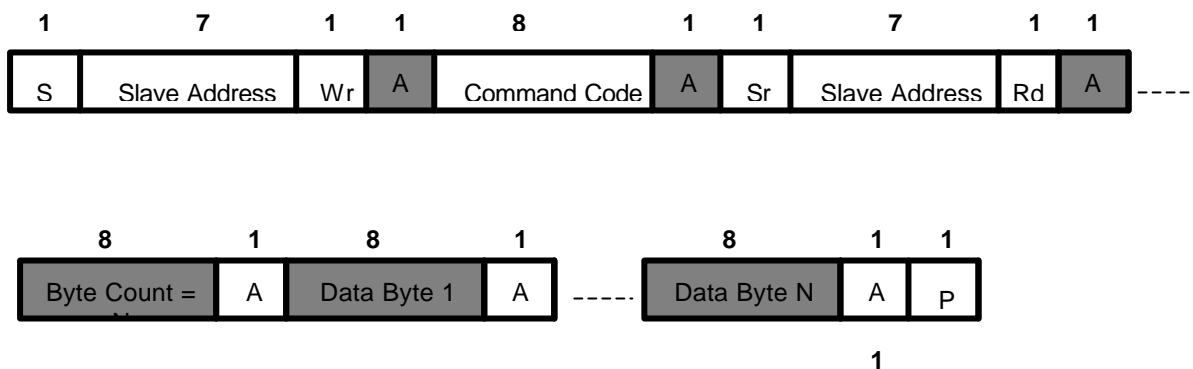 1 7 1 1 8 1 1 7 1 1
S Slave Address Wr A Command Code A Sr Slave Address Rd A
8 1 8 1 8 1 1
Byte Count = A Data Byte 1 A Data Byte N A P
1